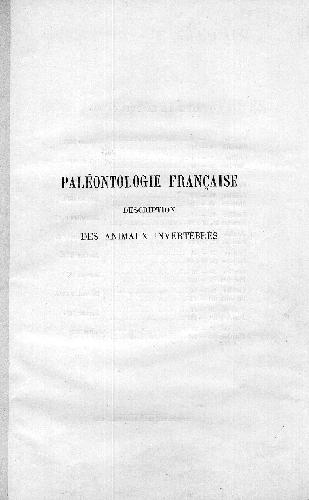 PALÉONTOLOGIE FRANÇAISE
DESCRIPTION
DES ANIMAUX INVERTÉBRÉS